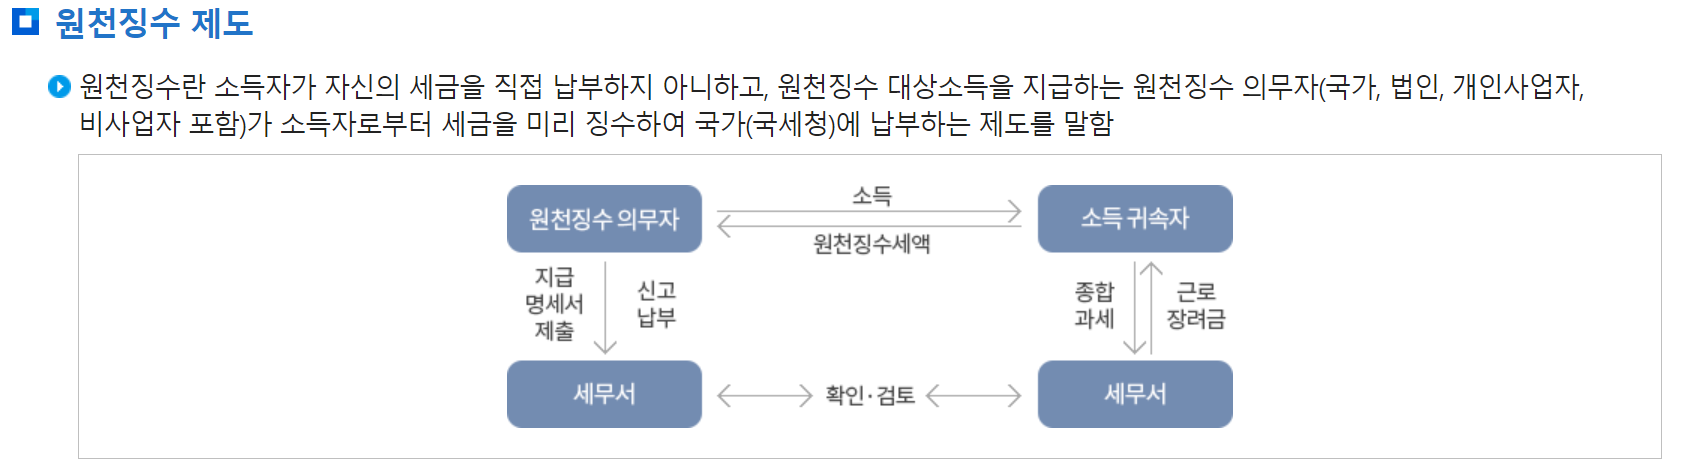 원천징수 제도
원천징수란 소득자가 자신의 세금을 직접 납부하지 아니하고, 원천징수 대상소득을 지급하는 원천징수 의무자(국가, 법인, 개인사업자,
비사업자 포함)가 소득자로부터 세금을 미리 징수하여 국가(국세청)에 납부하는 제도를 말함
원천징수 의무자
소득
원천징수세액
소득 귀속자
지급
명세서
제출
신고
납부
종합
과세
근로
장려금
세무서
확인·검토
세무서